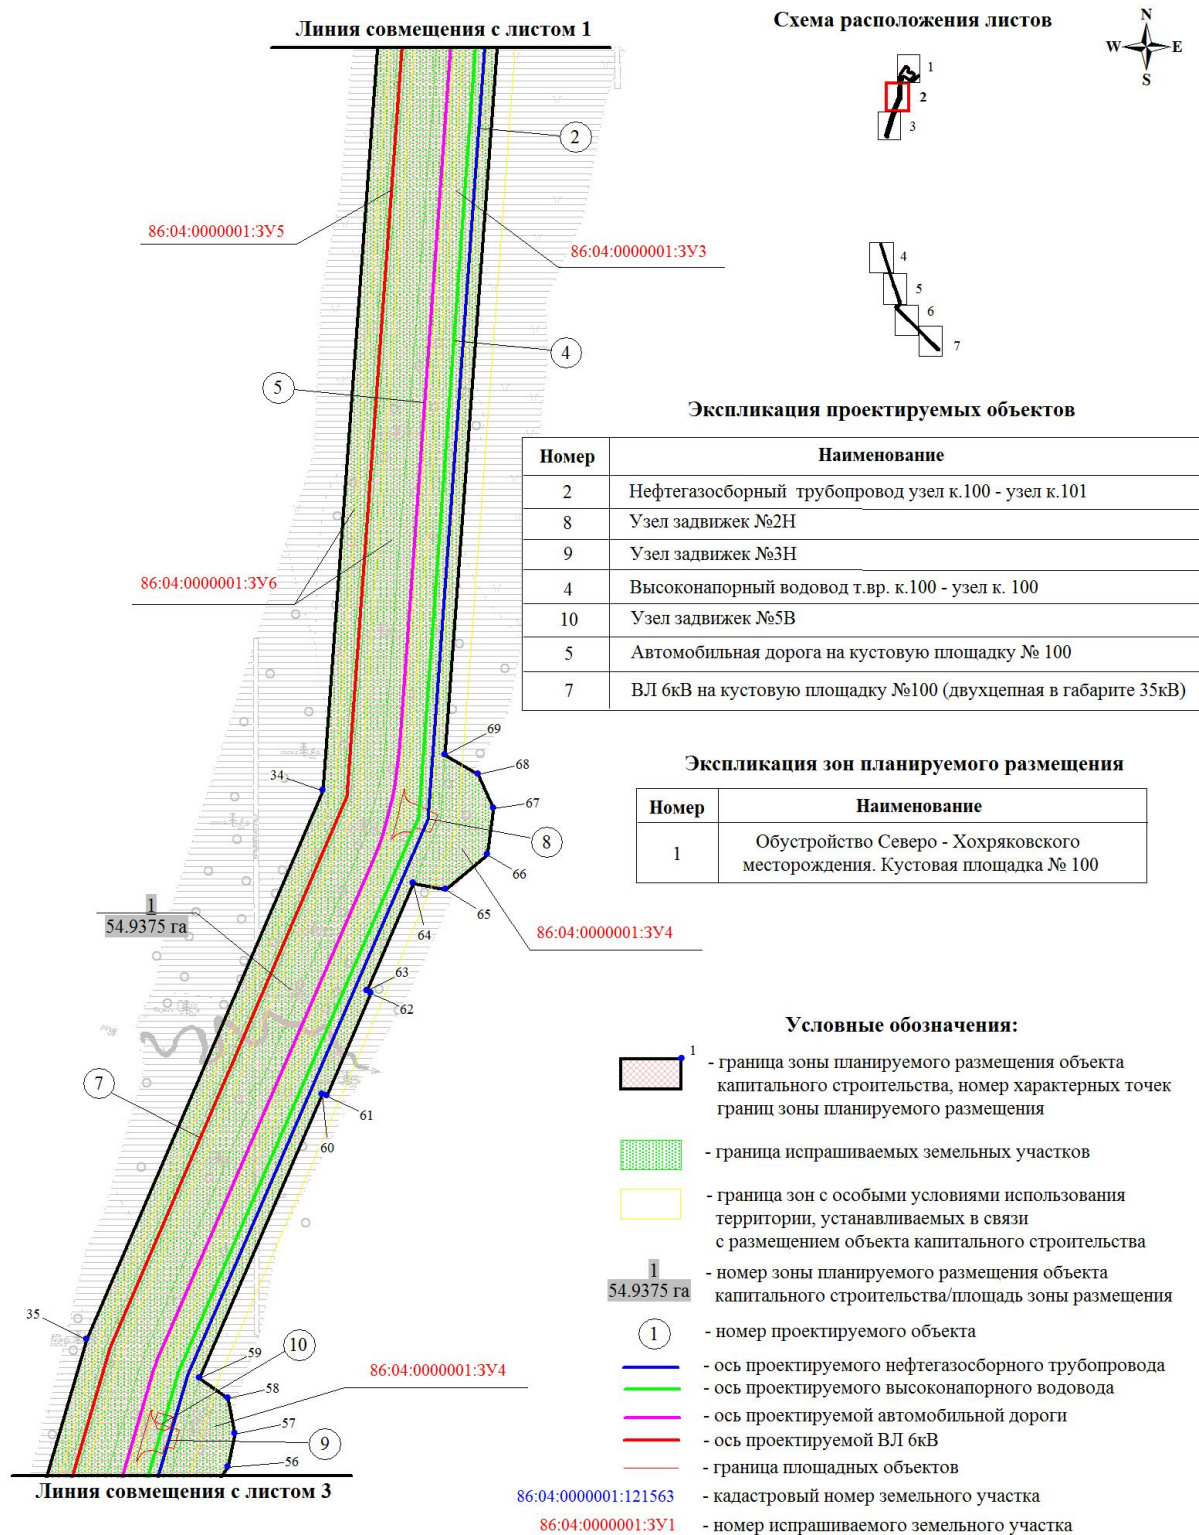 Линия совмещения с листом 1
Схема расположения листов
N
W E
S
1
2
3
4
5
6
7
2
86:04:0000001:ЗУ5
86:04:0000001:ЗУ3
4
5
86:04:0000001:ЗУ6
Экспликация проектируемых объектов
Номер Наименование
2 Нефтегазосборный трубопровод узел к.100 - узел к.101
8 Узел задвижек №2Н
9 Узел задвижек №3Н
4 Высоконапорный водовод т.вр. к.100 - узел к. 100
10 Узел задвижек №5В
5 Автомобильная дорога на кустовую площадку № 100
7 ВЛ 6кВ на кустовую площадку №100 (двухцепная в габарите 35кВ)
69
68
34
67
8
66
65
64
1
54.9375 га
86:04:0000001:ЗУ4
63
62
7
61
60
Экспликация зон планируемого размещения
Номер Наименование
1 Обустройство Северо - Хохряковского
месторождения. Кустовая площадка № 100
Условные обозначения:
1
- граница зоны планируемого размещения объекта
капитального строительства, номер характерных точек
границ зоны планируемого размещения
- граница испрашиваемых земельных участков
- граница зон с особыми условиями использования
территории, устанавливаемых в связи
с размещением объекта капитального строительства
1
54.9375 га
- номер зоны планируемого размещения объекта
капитального строительства/площадь зоны размещения
1 - номер проектируемого объекта
- ось проектируемого нефтегазосборного трубопровода
- ось проектируемого высоконапорного водовода
- ось проектируемой автомобильной дороги
- ось проектируемой ВЛ 6кВ
- граница площадных объектов
86:04:0000001:121563 - кадастровый номер земельного участка
86:04:0000001:ЗУ1 - номер испрашиваемого земельного участка
35
59
10
86:04:0000001:ЗУ4
58
57
9
56
Линия совмещения с листом 3